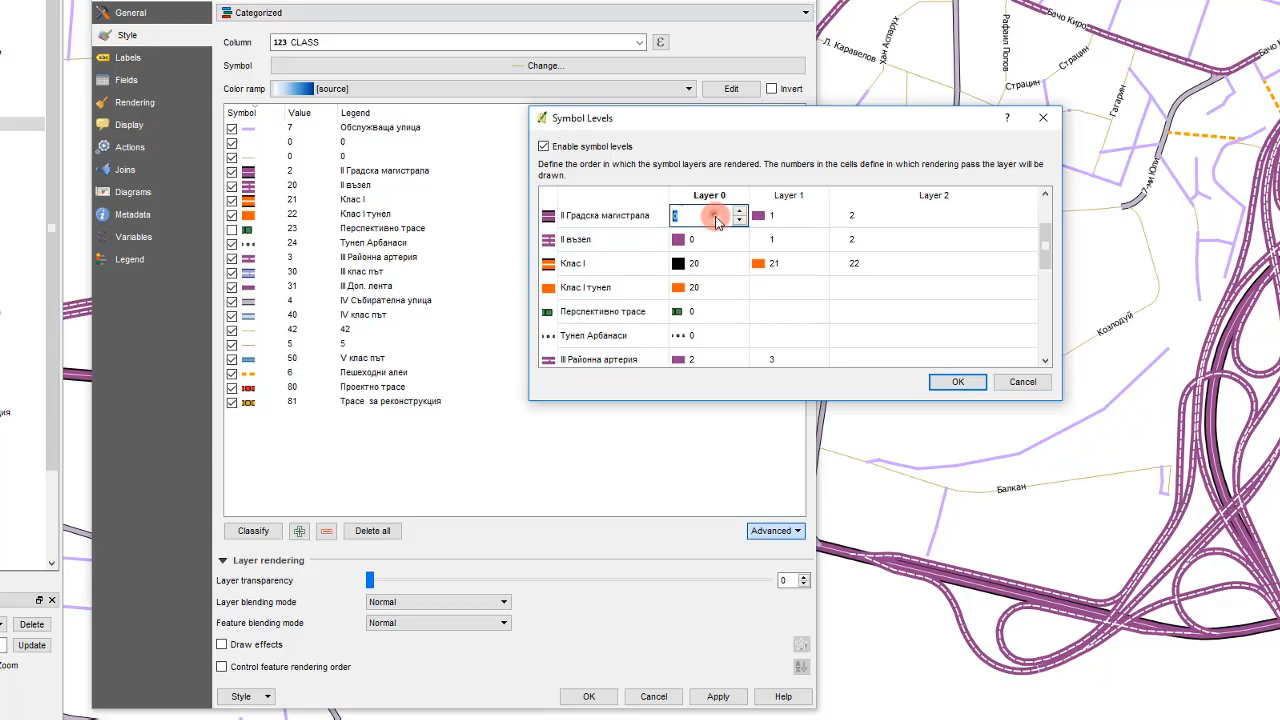 General
Categorized
Style
Column
123 CLASS
ε
Symbol
Change...
Color ramp
[source]
Edit
Invert
Labels
Fields
Rendering
Display
Actions
Joins
Diagrams
Metadata
Variables
Legend
Symbol Value Legend
7 Обслужваща улица
0 0
0 0
2 II Градска магистрала
20 II възел
21 Клас I
22 Клас I тунел
23 Перспективно трасе
24 Тунел Арбанаси
3 III Районна артерия
30 III клас път
31 III Доп. лента
4 IV Събирателна улица
40 IV клас път
42 42
5 5
50 V клас път
6 Пешеходни алеи
80 Проектно трасе
81 Трасе за реконструкция
Classify
Delete all
Advanced
Layer rendering
Layer transparency
0
Layer blending mode
Normal
Feature blending mode
Normal
Draw effects
Control feature rendering order
Style
OK
Cancel
Apply
Help
Symbol Levels
?
Enable symbol levels
Define the order in which the symbol layers are rendered. The numbers in the cells define in which rendering pass the layer will be
drawn.
Layer 0 Layer 1 Layer 2
II Градска магистрала 0 1 2
II възел 0 1 2
Клас I 20 21 22
Клас I тунел 20
Перспективно трасе 0
Тунел Арбанаси 0
III Районна артерия 2 3
OK
Cancel
Delete
Update
Zoom
ция
Л. Каравелов
Хан Аспарух
Рафаил Попов
Бачо Киро
Страцин
Страцин
Гагарин
Бачо К
7-ми Юли
Козлодуй
Балкан